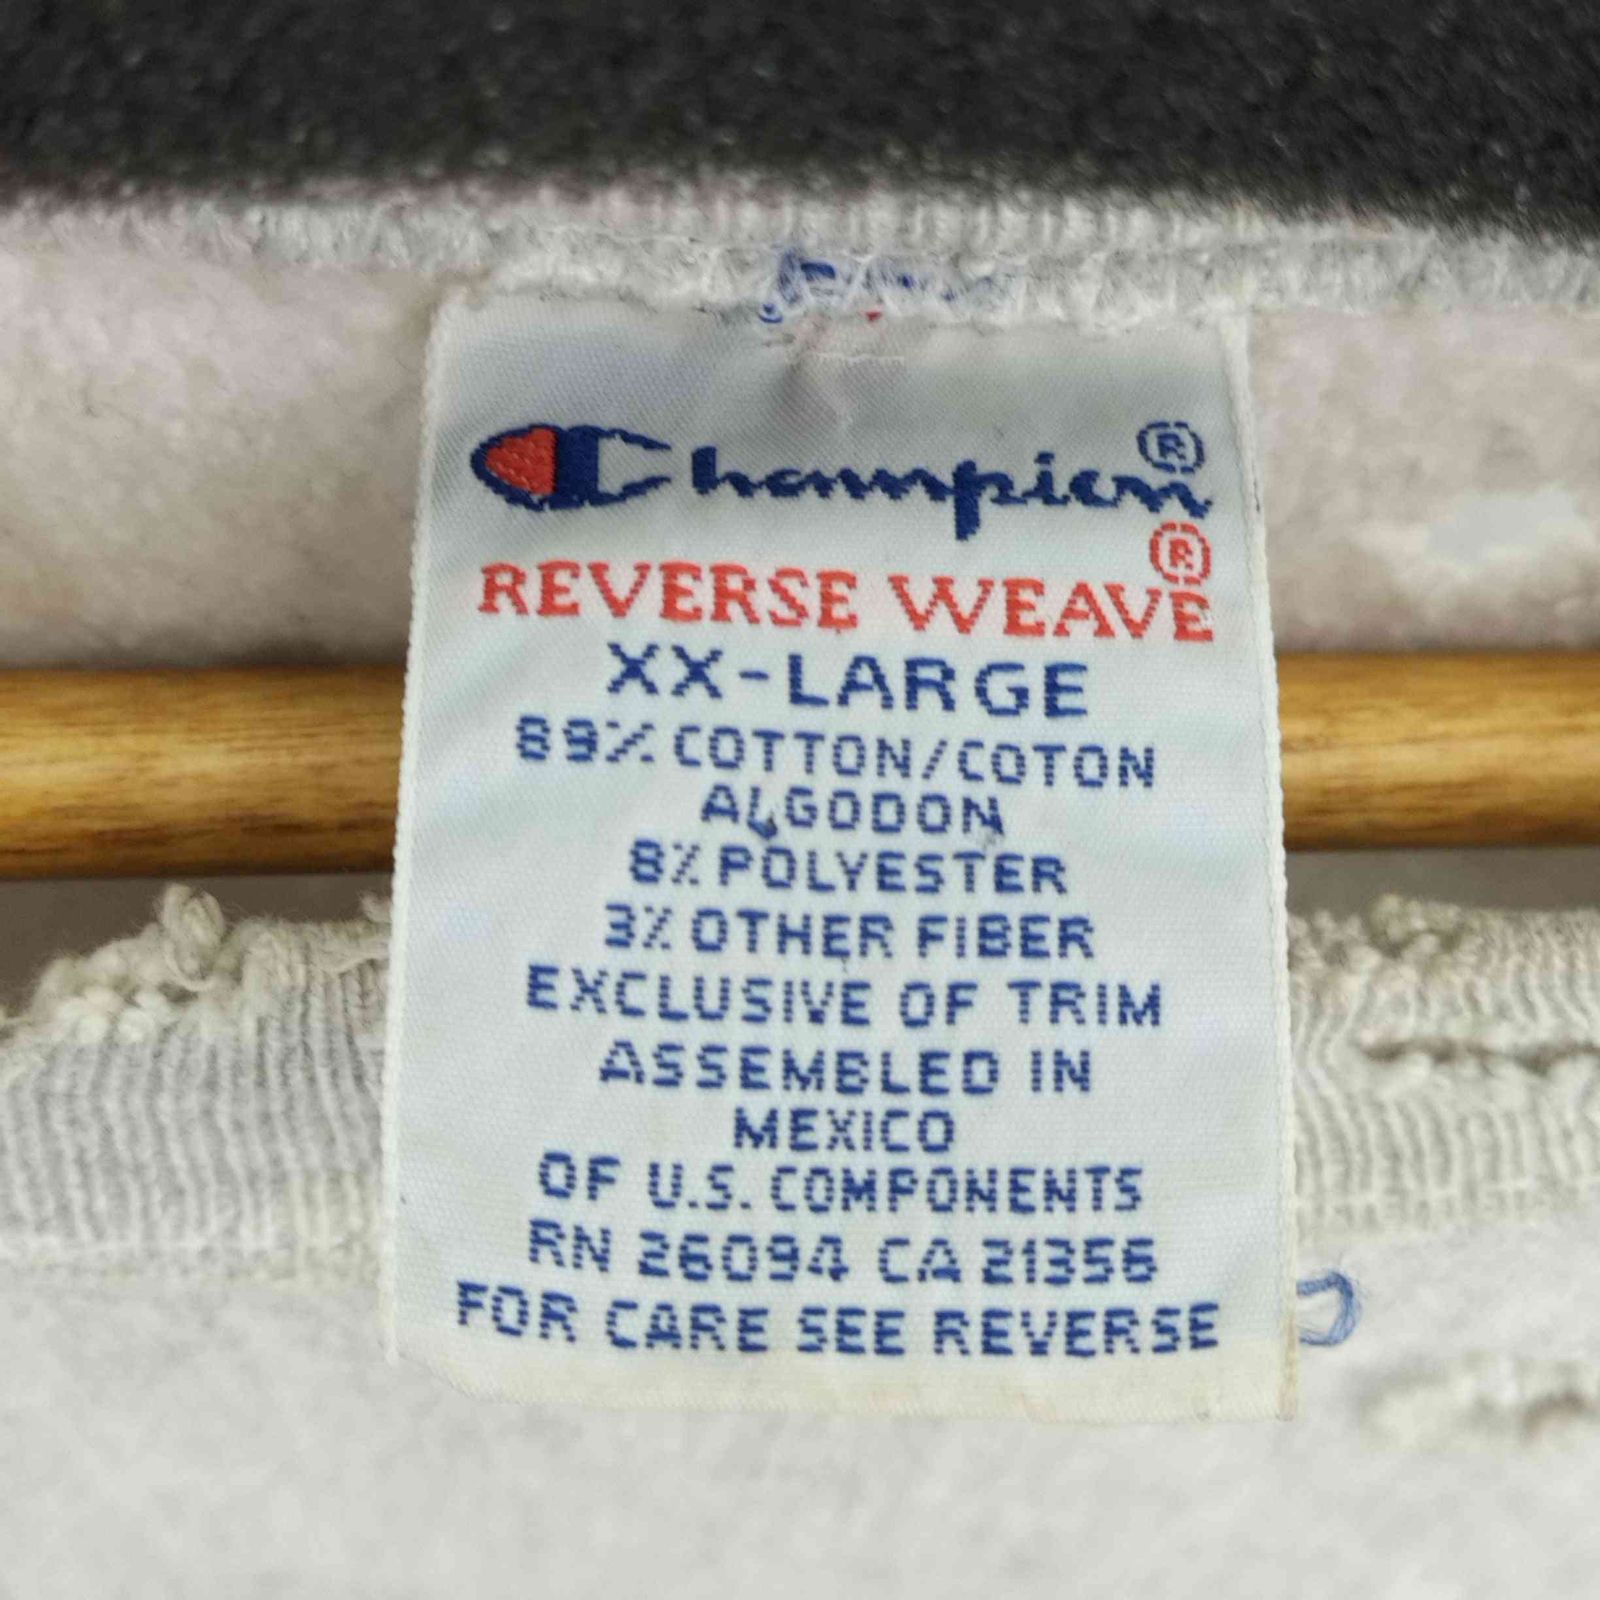 Champion®
REVERSE WEAVE®
XX-LARGE
89% COTTON/COTON
ALGODON
8% POLYESTER
3% OTHER FIBER
EXCLUSIVE OF TRIM
ASSEMBLED IN
MEXICO
OF U.S. COMPONENTS
RN 26094 CA 21356
FOR CARE SEE REVERSE